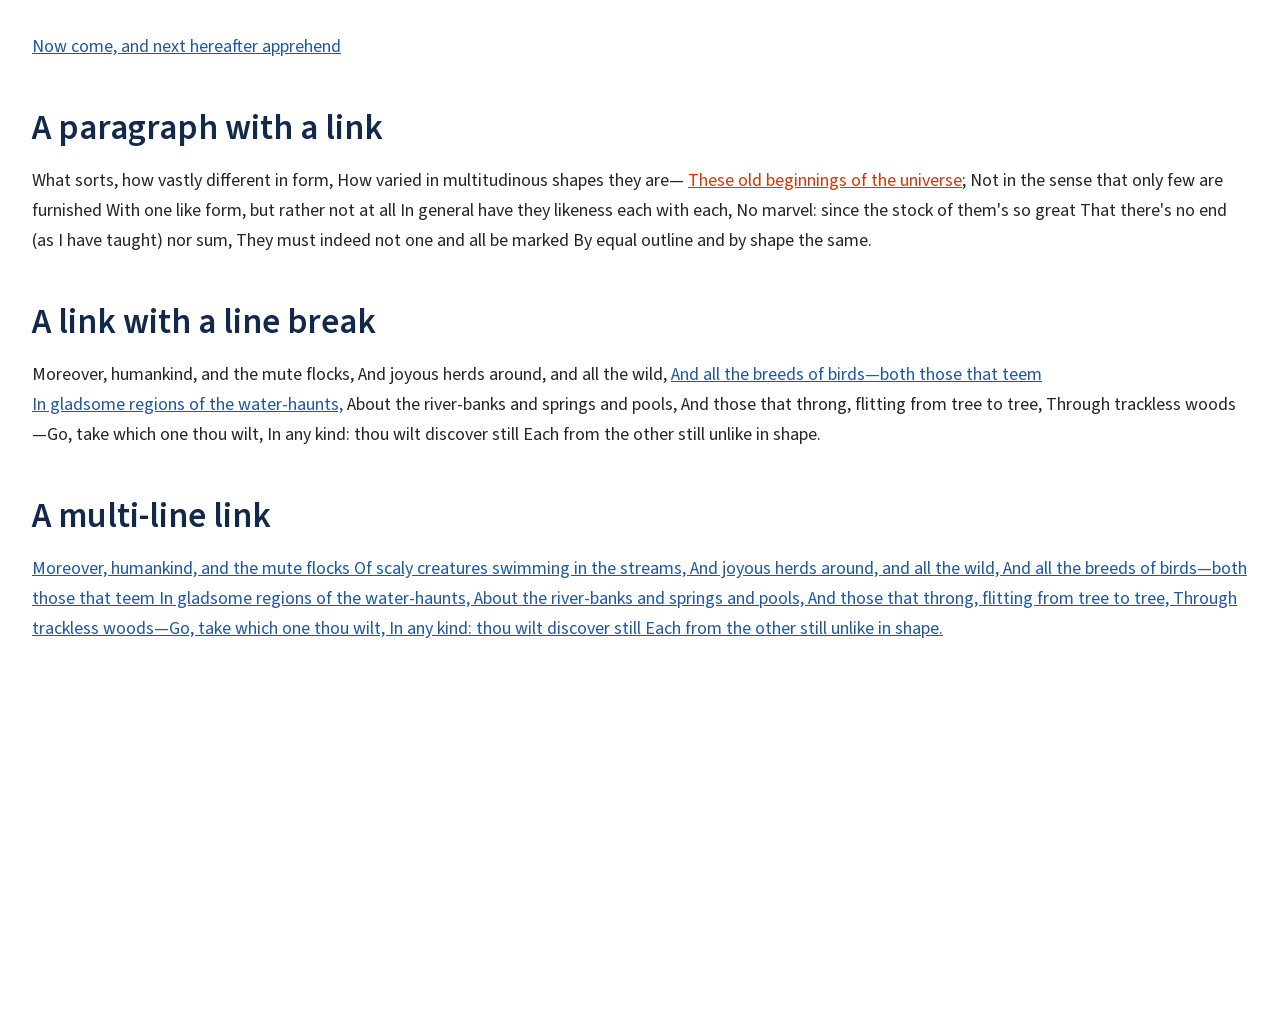 Now come, and next hereafter apprehend
A paragraph with a link
What sorts, how vastly different in form, How varied in multitudinous shapes they are— These old beginnings of the universe; Not in the sense that only few are
furnished With one like form, but rather not at all In general have they likeness each with each, No marvel: since the stock of them's so great That there's no end
(as I have taught) nor sum, They must indeed not one and all be marked By equal outline and by shape the same.
A link with a line break
Moreover, humankind, and the mute flocks, And joyous herds around, and all the wild, And all the breeds of birds—both those that teem
In gladsome regions of the water-haunts, About the river-banks and springs and pools, And those that throng, flitting from tree to tree, Through trackless woods
—Go, take which one thou wilt, In any kind: thou wilt discover still Each from the other still unlike in shape.
A multi-line link
Moreover, humankind, and the mute flocks Of scaly creatures swimming in the streams, And joyous herds around, and all the wild, And all the breeds of birds—both
those that teem In gladsome regions of the water-haunts, About the river-banks and springs and pools, And those that throng, flitting from tree to tree, Through
trackless woods—Go, take which one thou wilt, In any kind: thou wilt discover still Each from the other still unlike in shape.